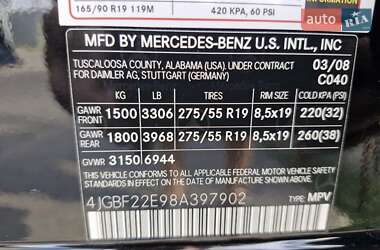 165/90 R19 119M 420 KPA, 60 PSI
INFORMATION
auto RIA
MFD BY MERCEDES-BENZ U.S. INTL., INC
TUSCALOOSA COUNTY, ALABAMA (USA). UNDER CONTRACT 03/08
FOR DAIMLER AG, STUTTGART (GERMANY) C040
KG LB TIRES RIM SIZE COLD KPA (PSI)
GAWR FRONT 1500 3306 275/55 R19 8,5x19 220(32)
GAWR REAR 1800 3968 275/55 R19 8,5x19 260(38)
GVWR 3150 6944
THIS VEHICLE CONFORMS TO ALL APPLICABLE
FEDERAL MOTOR VEHICLE SAFETY STANDARDS
IN EFFECT ON THE DATE OF MANUFACTURE
SHOWN ABOVE.
4JGBF22E98A397902 TYPE: MPV